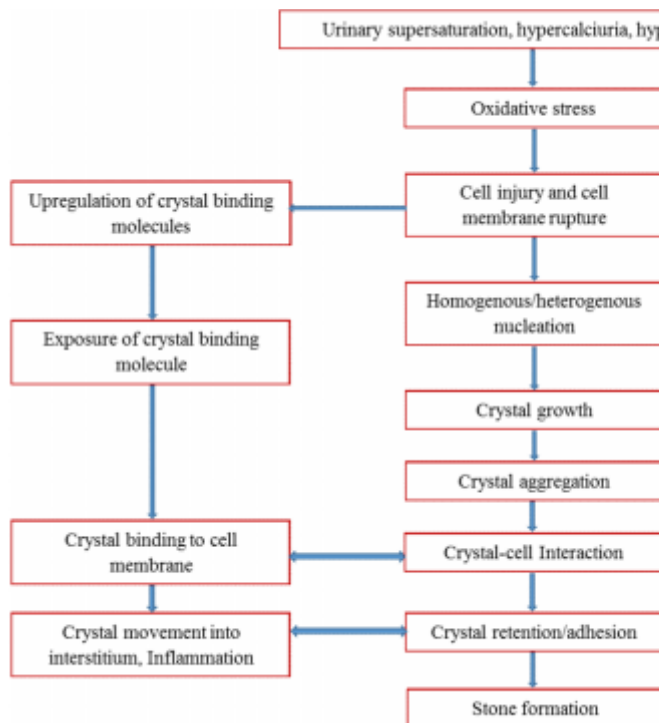 Urinary supersaturation, hypercalciuria,
Oxidative stress
Cell injury and cell
membrane rupture
Upregulation of crystal binding
molecules
Homogenous/heterogenous
nucleation
Exposure of crystal binding
molecule
Crystal growth
Crystal aggregation
Crystal binding to cell
membrane
Crystal-cell Interaction
Crystal movement into
interstitium, Inflammation
Crystal retention/adhesion
Stone formation